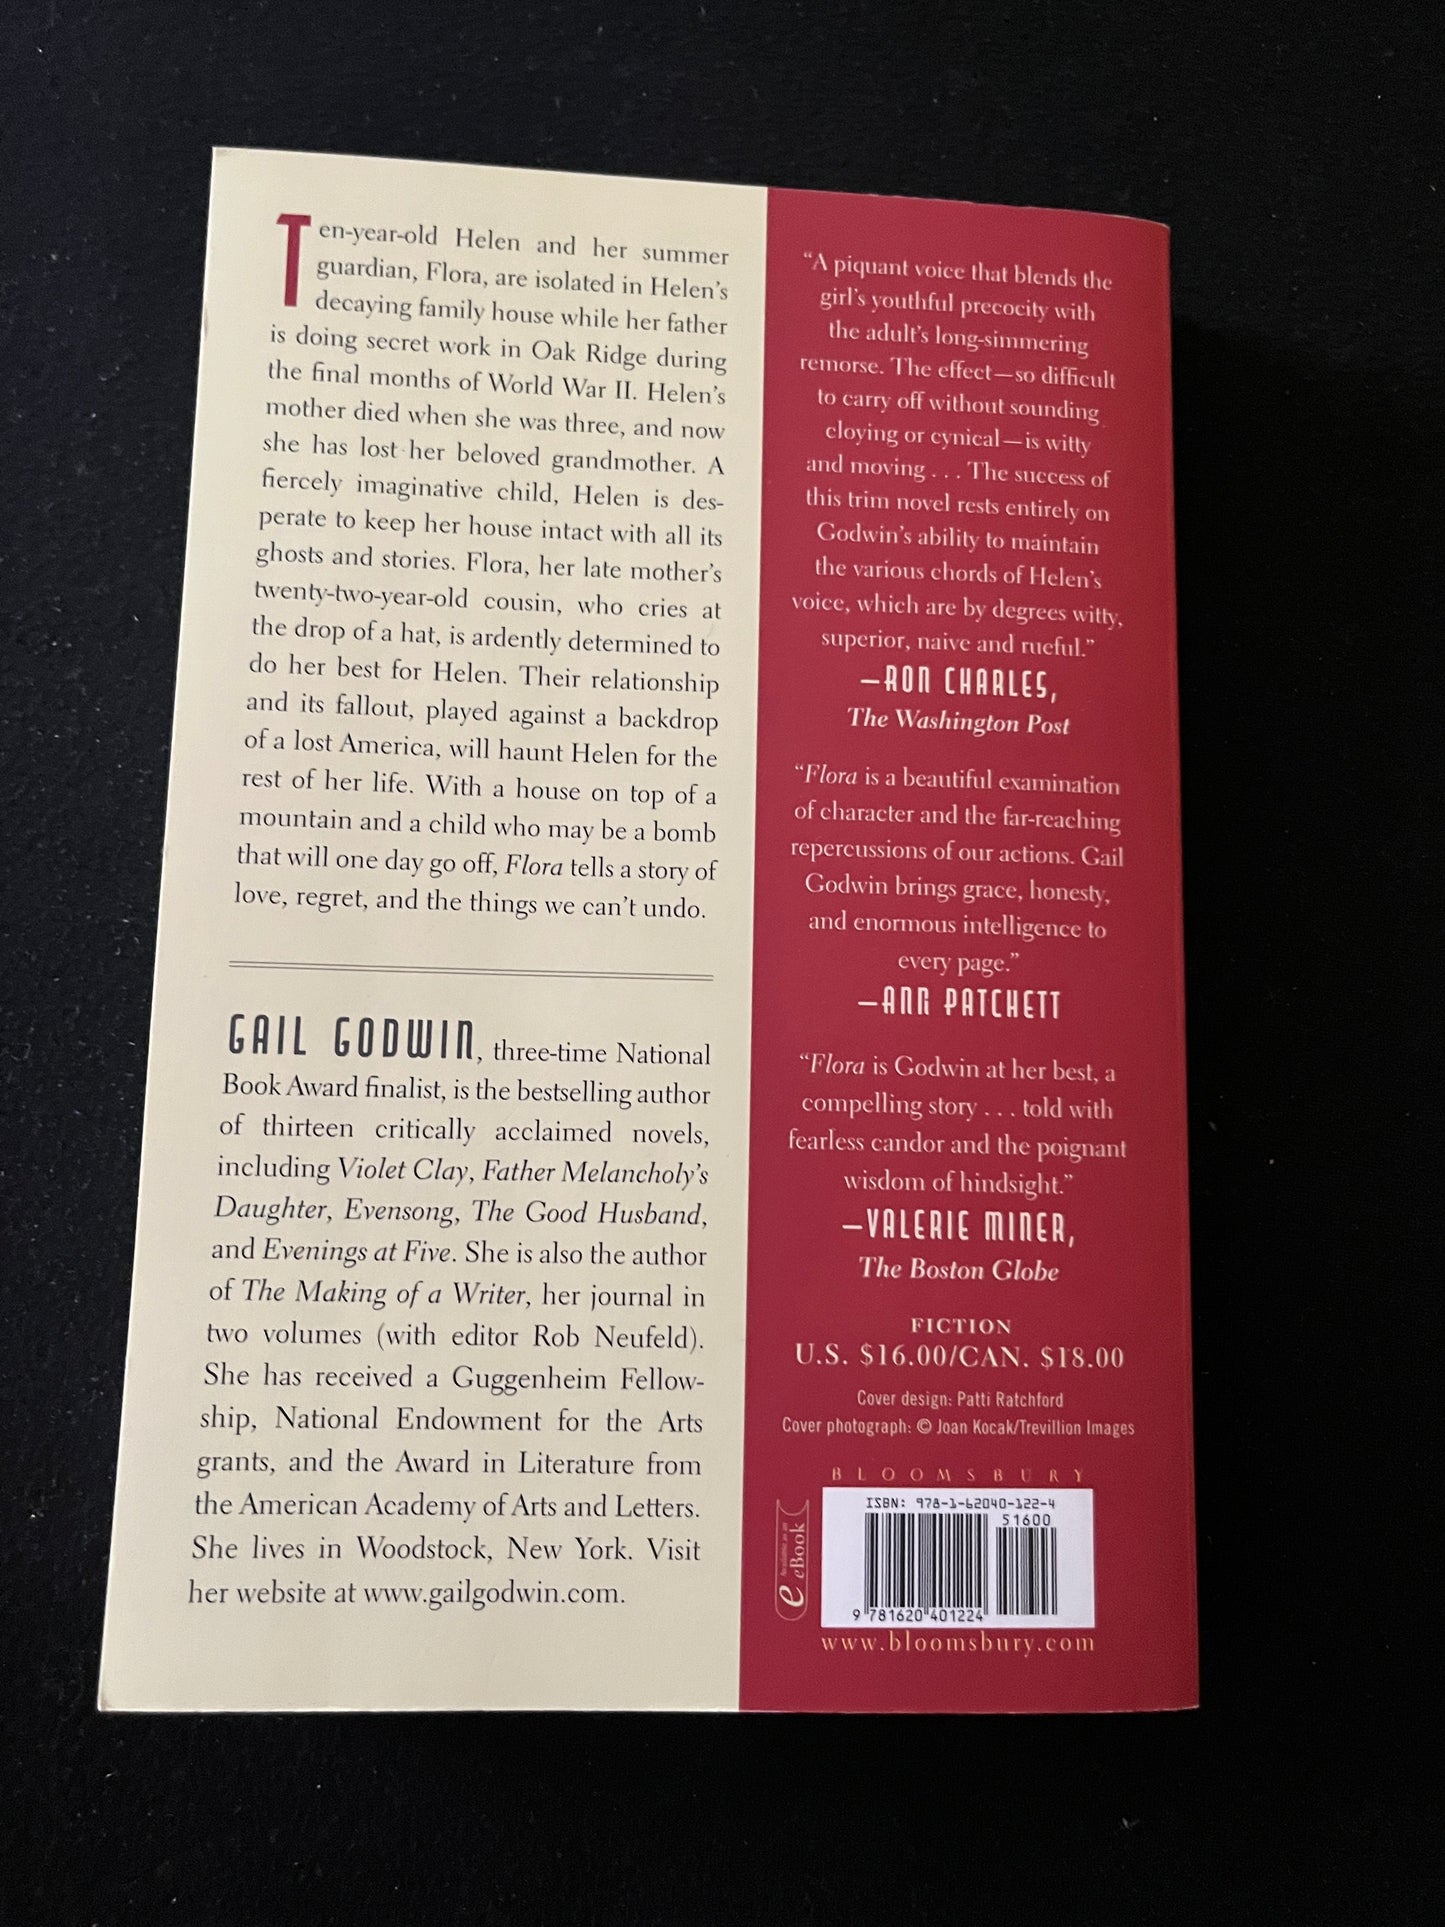 Ten-year-old Helen and her summer
guardian, Flora, are isolated in Helen's
decaying family house while her father
is doing secret work in Oak Ridge during
the final months of World War II. Helen's
mother died when she was three, and now
she has lost her beloved grandmother. A
fiercely imaginative child, Helen is des-
perate to keep her house intact with all its
ghosts and stories. Flora, her late mother's
twenty-two-year-old cousin, who cries at
the drop of a hat, is ardently determined to
do her best for Helen. Their relationship
and its fallout, played against a backdrop
of a lost America, will haunt Helen for the
rest of her life. With a house on top of a
mountain and a child who may be a bomb
that will one day go off, Flora tells a story of
love, regret, and the things we can't undo.
GAIL GODWIN, three-time National
Book Award finalist, is the bestselling author
of thirteen critically acclaimed novels,
including Violet Clay, Father Melancholy's
Daughter, Evensong, The Good Husband,
and Evenings at Five. She is also the author
of The Making of a Writer, her journal in
two volumes (with editor Rob Neufeld).
She has received a Guggenheim Fellow-
ship, National Endowment for the Arts
grants, and the Award in Literature from
the American Academy of Arts and Letters.
She lives in Woodstock, New York. Visit
her website at www.gailgodwin.com.
“A piquant voice that blends the
girl's youthful precocity with
the adult's long-simmering
remorse. The effect—so difficult
to carry off without sounding
cloying or cynical—is witty
and moving . . . The success of
this trim novel rests entirely on
Godwin's ability to maintain
the various chords of Helen's
voice, which are by degrees witty,
superior, naive and rueful.”
—RON CHARLES,
The Washington Post
“Flora is a beautiful examination
of character and the far-reaching
repercussions of our actions. Gail
Godwin brings grace, honesty,
and enormous intelligence to
every page.”
—ANN PATCHETT
“Flora is Godwin at her best, a
compelling story . . . told with
fearless candor and the poignant
wisdom of hindsight.”
—VALERIE MINER,
The Boston Globe
FICTION
U.S. $16.00/CAN. $18.00
Cover design: Patti Ratchford
Cover photograph: © Joan Kocak/Trevillion Images
BLOOMSBURY
ISBN: 978-1-62040-122-4
51600
9 781620 401224
Available as an
e eBook
www.bloomsbury.com